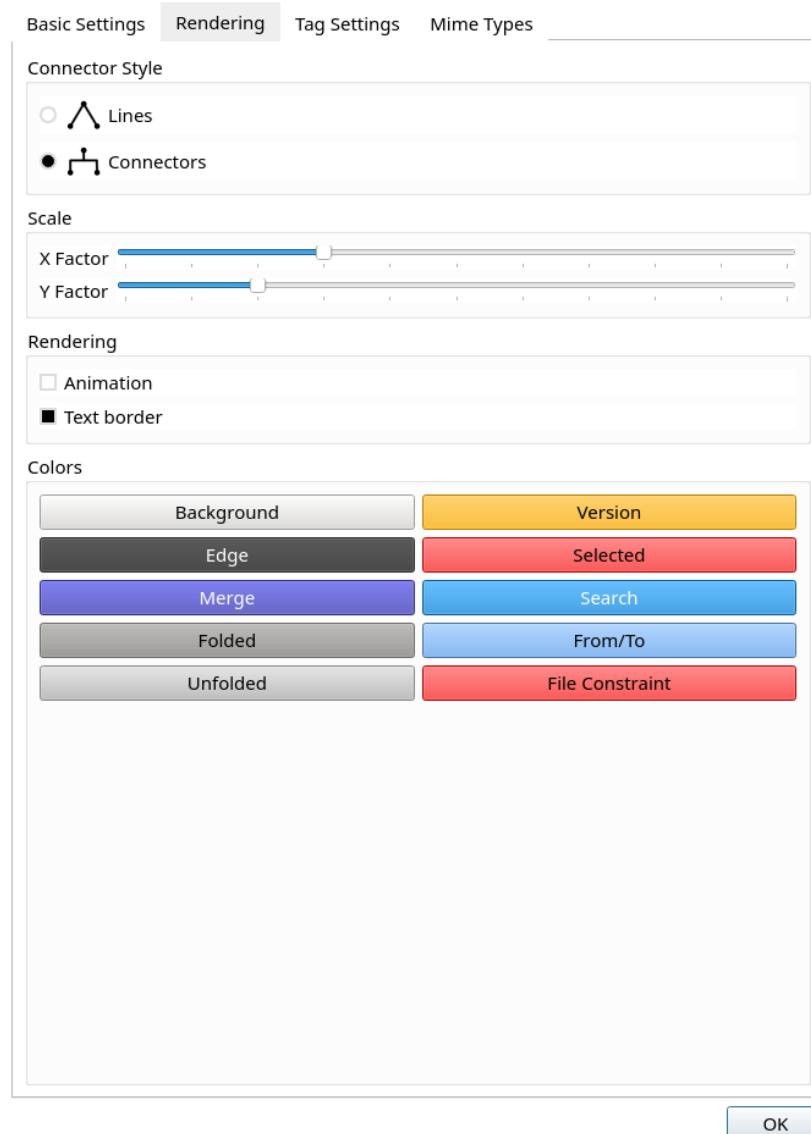 Basic Settings Rendering Tag Settings Mime Types
Connector Style
Lines
Connectors
Scale
X Factor
Y Factor
Rendering
Animation
Text border
Colors
Background Version
Edge Selected
Merge Search
Folded From/To
Unfolded File Constraint
OK